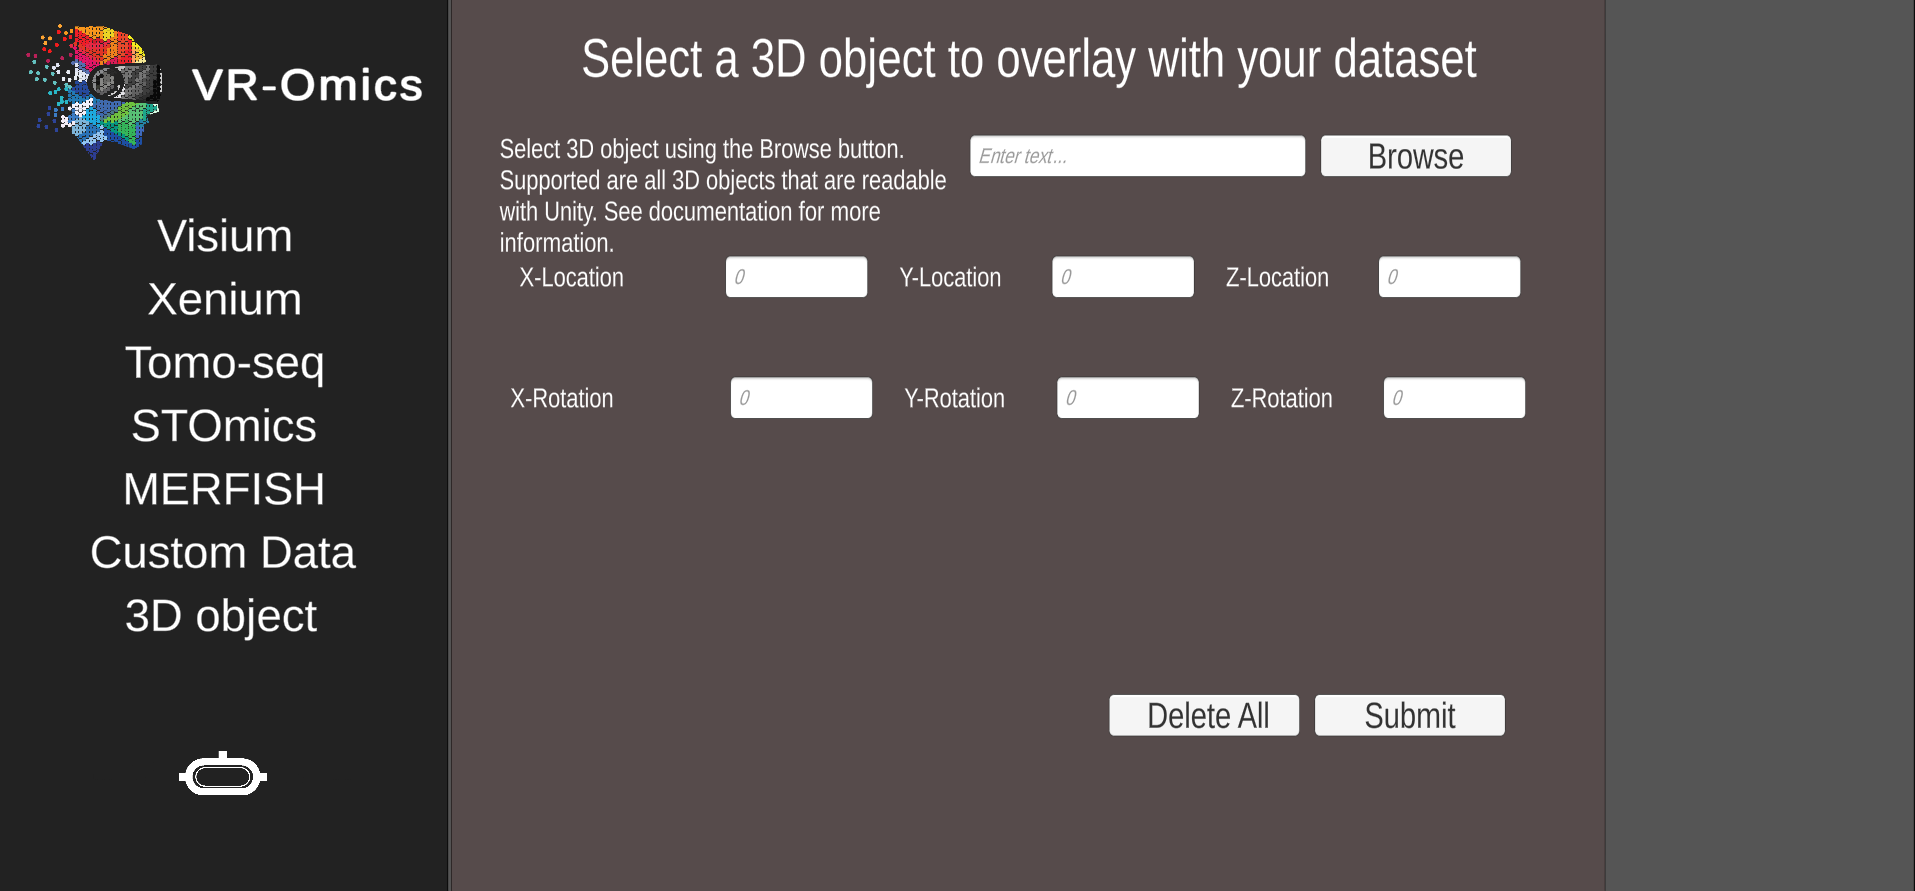 VR-Omics
Visium
Xenium
Tomo-seq
STOmics
MERFISH
Custom Data
3D object
Select a 3D object to overlay with your dataset
Select 3D object using the Browse button.
Supported are all 3D objects that are readable
with Unity. See documentation for more
information.
Enter text...
Browse
X-Location 0 Y-Location 0 Z-Location 0
X-Rotation 0 Y-Rotation 0 Z-Rotation 0
Delete All Submit